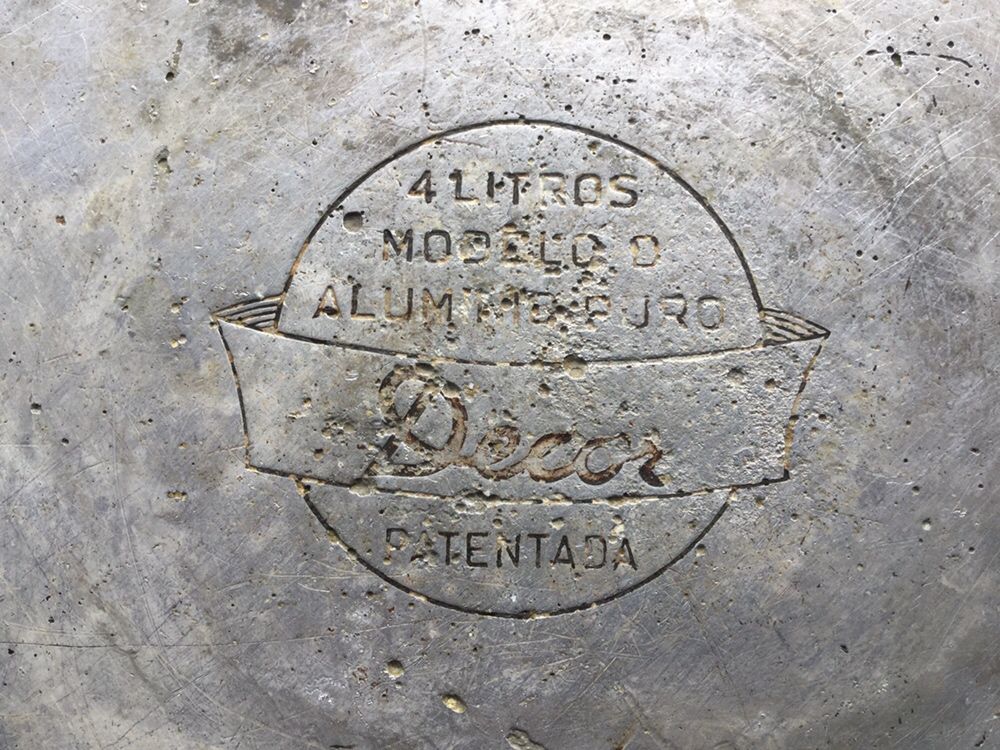 4 LITROS
MODELO D
ALUMINIO PURO
Decor
PATENTADA